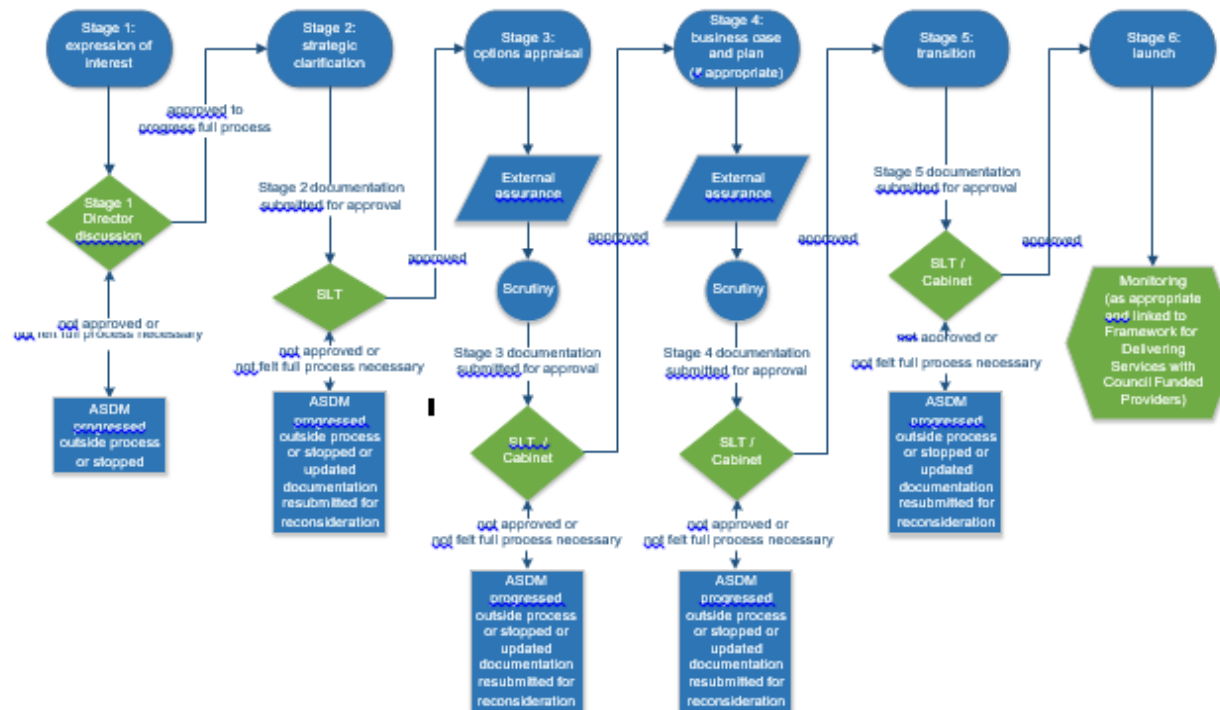 Stage 1:
expression of
interest
approved to
progress full process
Stage 1
Director
discussion
not approved or
not felt full process necessary
ASDM
progressed
outside process
or stopped
Stage 2:
strategic
clarification
Stage 2 documentation
submitted for approval
SLT
approved
not approved or
not felt full process necessary
ASDM
progressed
outside process
or stopped or
updated
documentation
resubmitted for
reconsideration
Stage 3:
options appraisal
External
assurance
Scrutiny
Stage 3 documentation
submitted for approval
SLT /
Cabinet
approved
not approved or
not felt full process necessary
ASDM
progressed
outside process
or stopped or
updated
documentation
resubmitted for
reconsideration
Stage 4:
business case
and plan
(if appropriate)
External
assurance
Scrutiny
Stage 4 documentation
submitted for approval
SLT /
Cabinet
approved
not approved or
not felt full process necessary
ASDM
progressed
outside process
or stopped or
updated
documentation
resubmitted for
reconsideration
Stage 5:
transition
Stage 5 documentation
submitted for approval
SLT /
Cabinet
approved
not approved or
not felt full process necessary
ASDM
progressed
outside process
or stopped or
updated
documentation
resubmitted for
reconsideration
Stage 6:
launch
Monitoring
(as appropriate
and linked to
Framework for
Delivering
Services with
Council Funded
Providers)